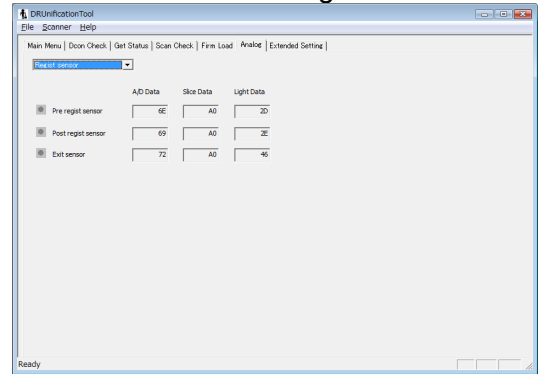 DRUnificationTool
File Scanner Help
Main Menu Dcon Check Get Status Scan Check Firm Load Analog Extended Setting
Regist sensor
A/D Data Slice Data Light Data
Pre regist sensor 6E A0 2D
Post regist sensor 69 A0 2E
Exit sensor 72 A0 46
Ready